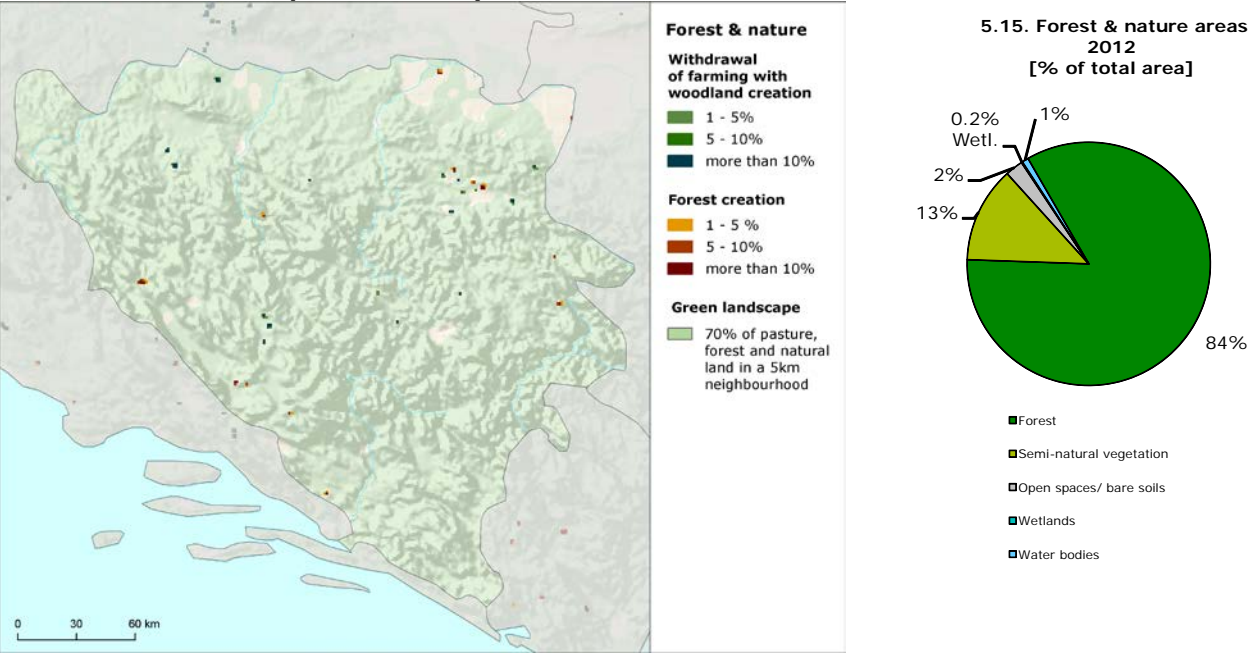 Forest & nature
Withdrawal
of farming with
woodland creation
1 - 5%
5 - 10%
more than 10%
Forest creation
1 - 5 %
5 - 10%
more than 10%
Green landscape
70% of pasture,
forest and natural
land in a 5km
neighbourhood
0 30 60 km
5.15. Forest & nature areas
2012
[% of total area]
0.2%
Wetl.
1%
2%
13%
84%
Forest
Semi-natural vegetation
Open spaces/ bare soils
Wetlands
Water bodies